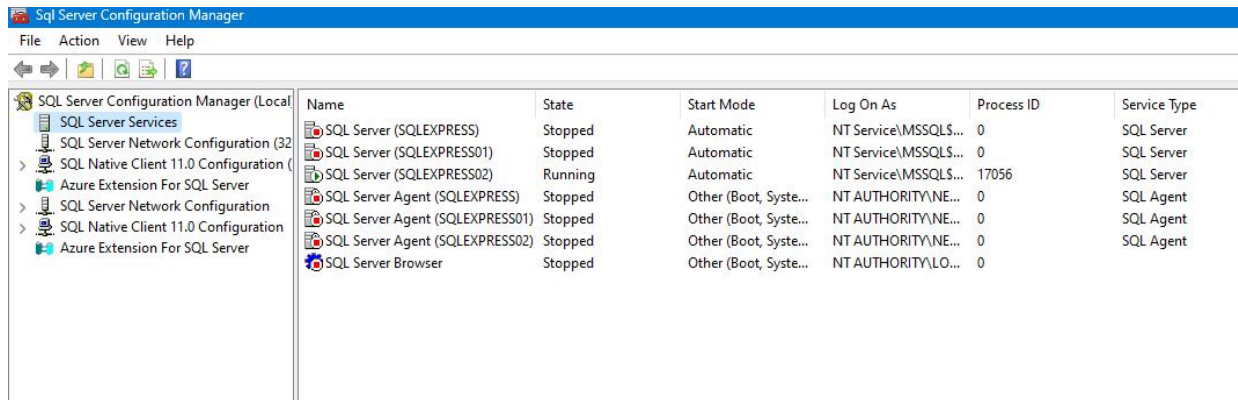 Sql Server Configuration Manager
File Action View Help
SQL Server Configuration Manager (Local
SQL Server Services
SQL Server Network Configuration (32
SQL Native Client 11.0 Configuration (
Azure Extension For SQL Server
SQL Server Network Configuration
SQL Native Client 11.0 Configuration
Azure Extension For SQL Server
Name State Start Mode Log On As Process ID Service Type
SQL Server (SQLEXPRESS) Stopped Automatic NT Service\MSSQL$... 0 SQL Server
SQL Server (SQLEXPRESS01) Stopped Automatic NT Service\MSSQL$... 0 SQL Server
SQL Server (SQLEXPRESS02) Running Automatic NT Service\MSSQL$... 17056 SQL Server
SQL Server Agent (SQLEXPRESS) Stopped Other (Boot, Syste... NT AUTHORITY\NE... 0 SQL Agent
SQL Server Agent (SQLEXPRESS01) Stopped Other (Boot, Syste... NT AUTHORITY\NE... 0 SQL Agent
SQL Server Agent (SQLEXPRESS02) Stopped Other (Boot, Syste... NT AUTHORITY\NE... 0 SQL Agent
SQL Server Browser Stopped Other (Boot, Syste... NT AUTHORITY\LO... 0